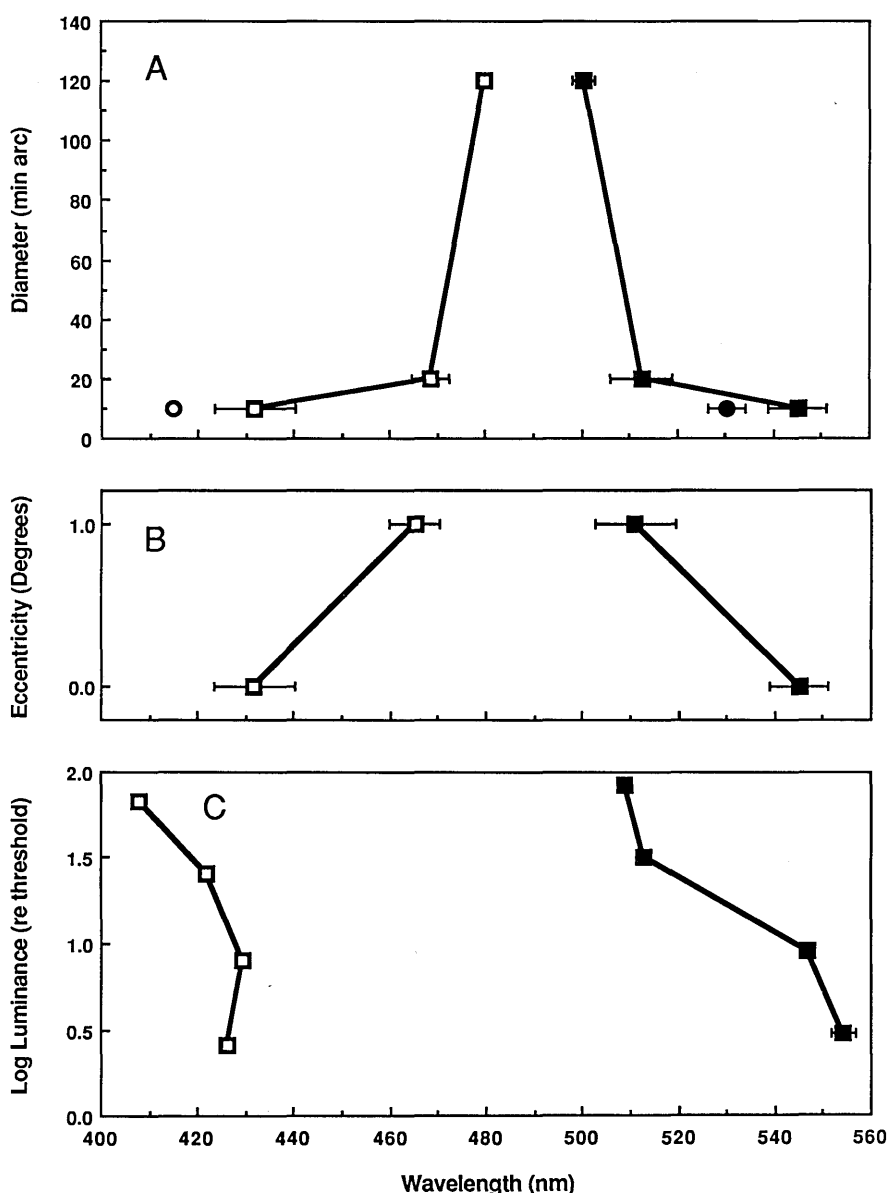 A
Diameter (min arc)
140
120
100
80
60
40
20
0
B
Eccentricity (Degrees)
1.0
0.0
C
Log Luminance (re threshold)
2.0
1.5
1.0
0.5
0.0
400 420 440 460 480 500 520 540 560
Wavelength (nm)